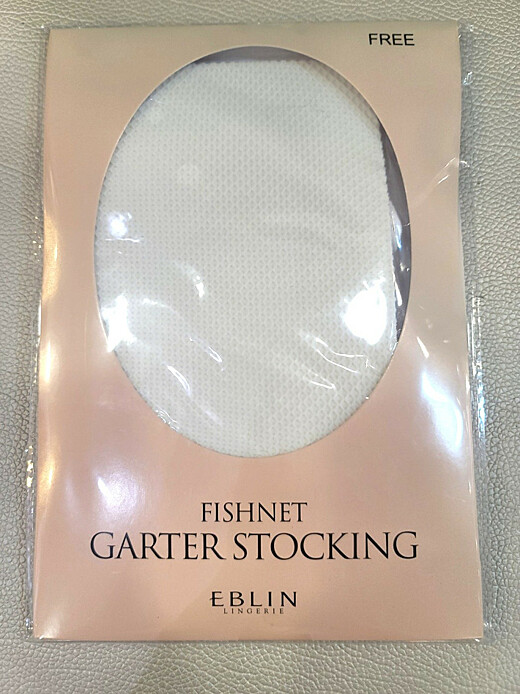 FREE
FISHNET
GARTER STOCKING
EBLIN
LINGERIE